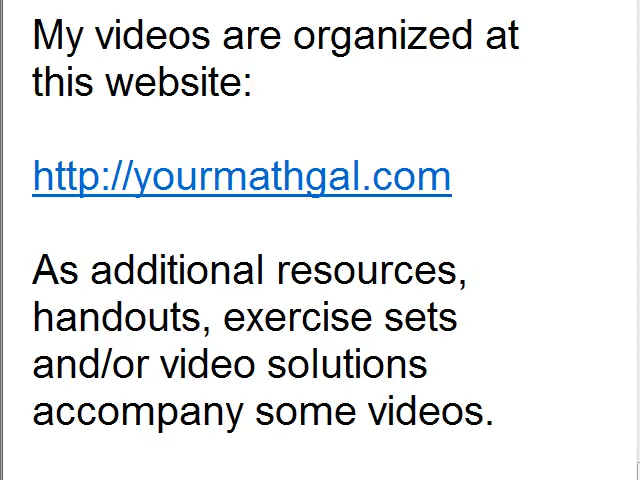 My videos are organized at
this website:
http://yourmathgal.com
As additional resources,
handouts, exercise sets
and/or video solutions
accompany some videos.